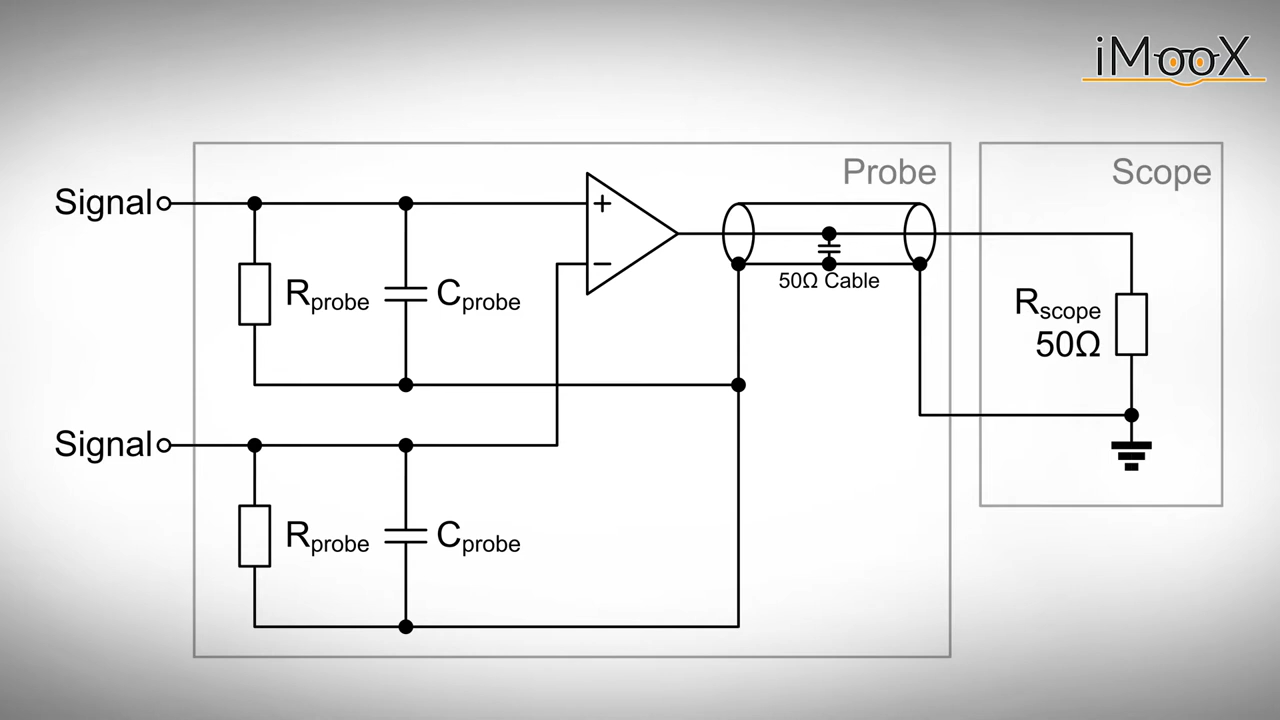 iMooX
Probe
Scope
Signal
+
Rprobe
Cprobe
−
50Ω Cable
Rscope
50Ω
Signal
Rprobe
Cprobe